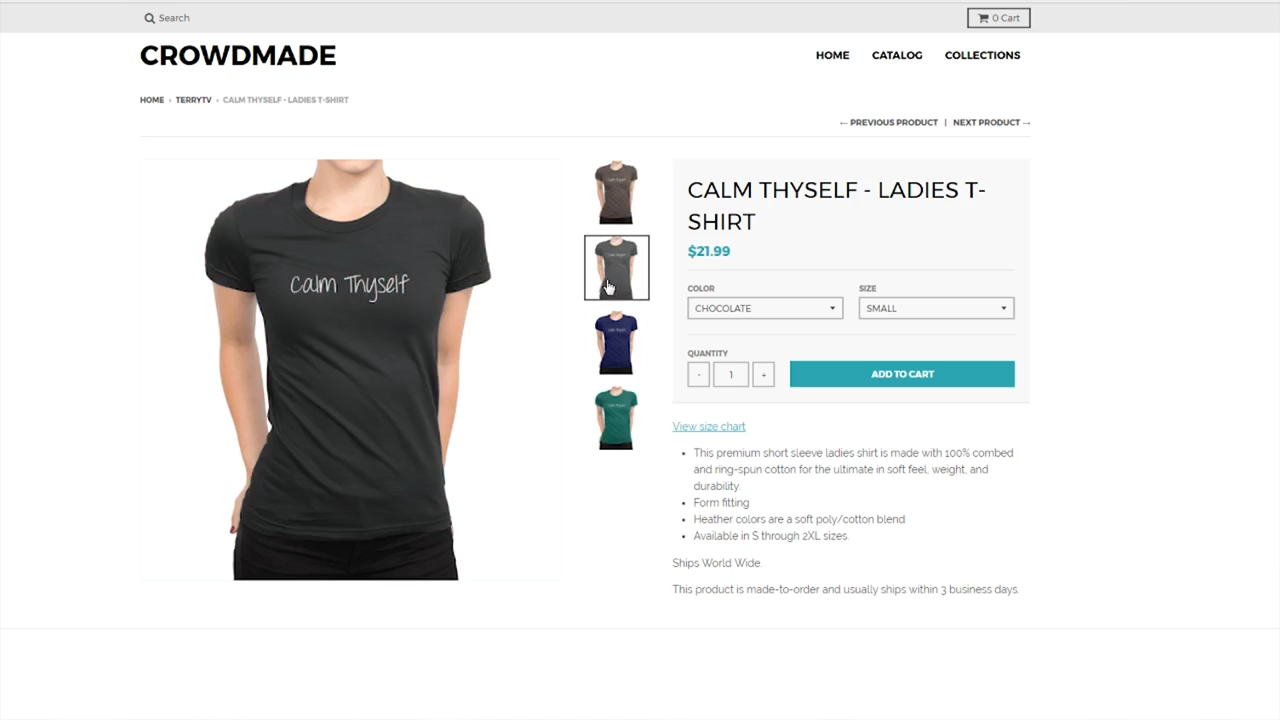 Search
0 Cart
CROWDMADE
HOME CATALOG COLLECTIONS
HOME › TERRYTV › CALM THYSELF - LADIES T-SHIRT
← PREVIOUS PRODUCT | NEXT PRODUCT →
Calm Thyself
CALM THYSELF - LADIES T-
SHIRT
$21.99
COLOR SIZE
CHOCOLATE SMALL
QUANTITY
- 1 + ADD TO CART
View size chart
• This premium short sleeve ladies shirt is made with 100% combed
and ring-spun cotton for the ultimate in soft feel, weight, and
durability.
• Form fitting
• Heather colors are a soft poly/cotton blend
• Available in S through 2XL sizes.
Ships World Wide.
This product is made-to-order and usually ships within 3 business days.